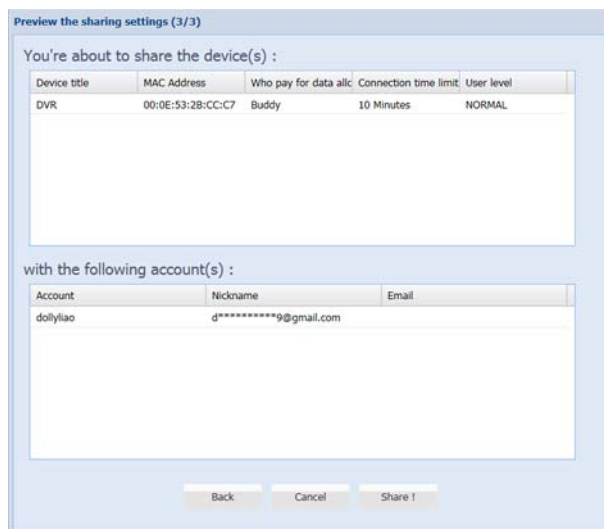 Preview the sharing settings (3/3)
You're about to share the device(s) :
Device title MAC Address Who pay for data allc Connection time limit User level
DVR 00:0E:53:2B:CC:C7 Buddy 10 Minutes NORMAL
with the following account(s) :
Account Nickname Email
dollyliao d**********9@gmail.com
Back Cancel Share !